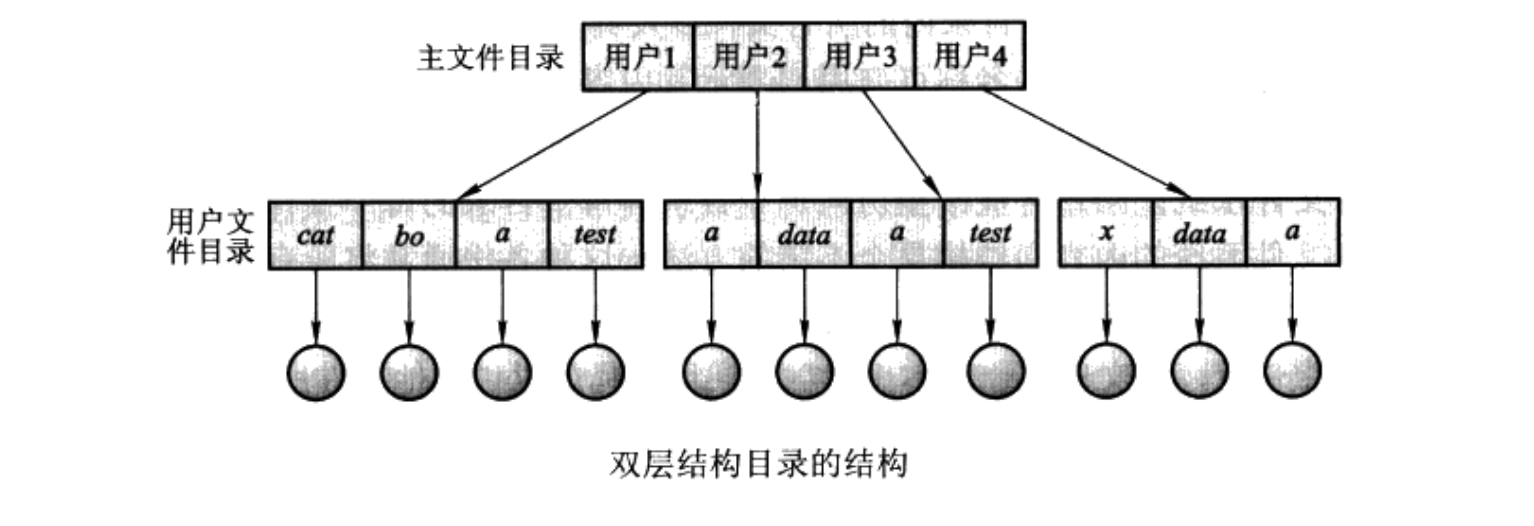 主文件目录 用户1 用户2 用户3 用户4
用户文
件目录
cat bo a test a data a test x data a
双层结构目录的结构